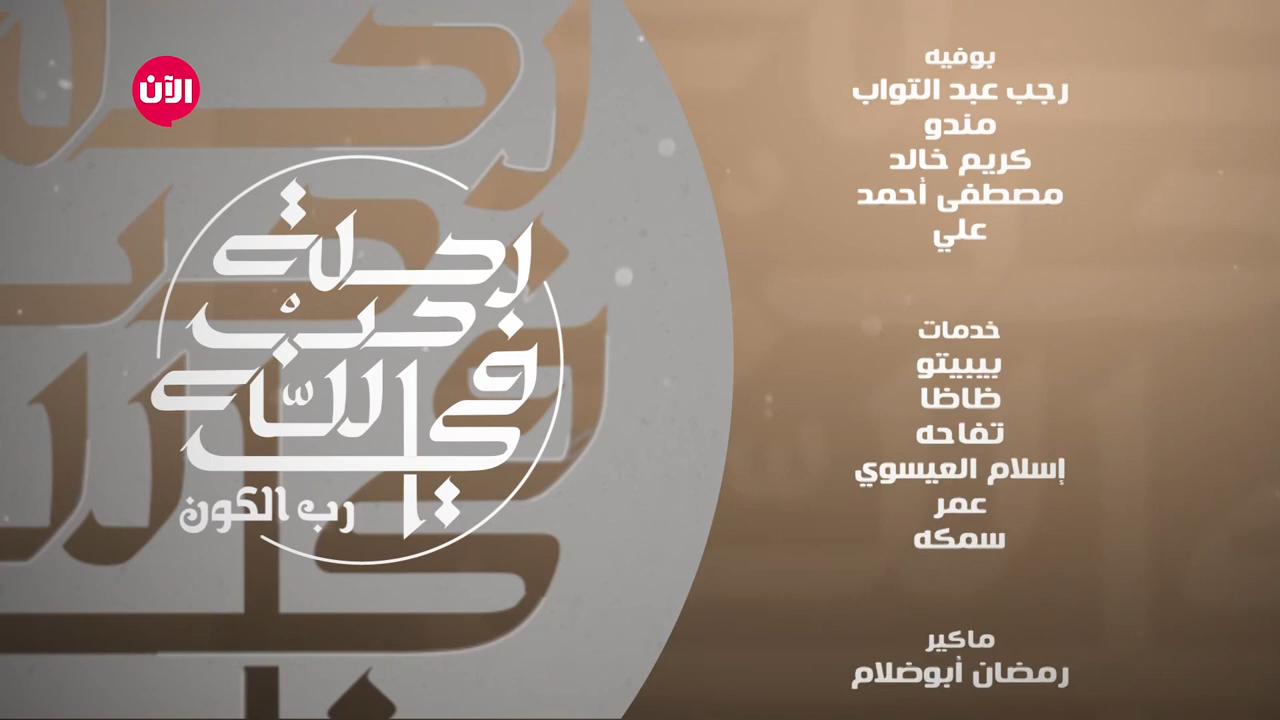 الآن
رحلة
حب
في اللّٰه
رب الكون
بوفيه
رجب عبد التواب
مندو
كريم خالد
مصطفى أحمد
علي
خدمات
بيبيتو
ظاظا
تفاحه
إسلام العيسوي
عمر
سمكه
ماكير
رمضان أبوضلام